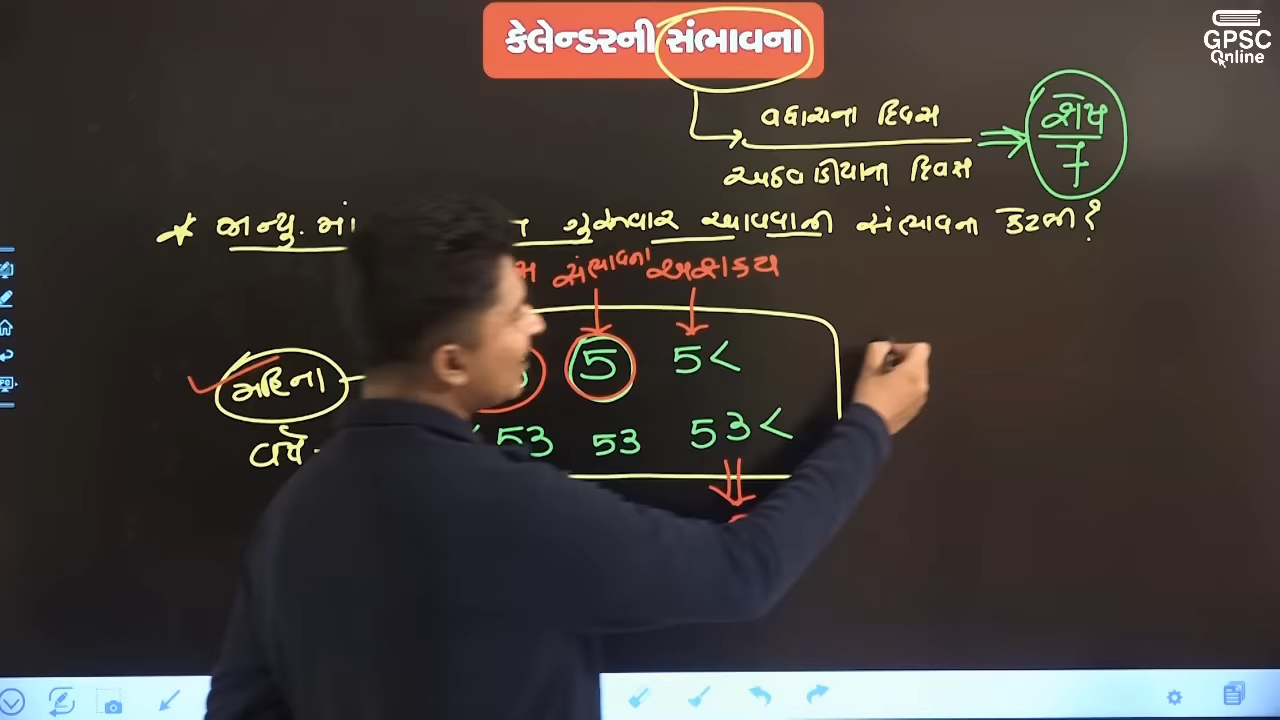 કેલેન્ડરની સંભાવના
GPSC
Online
વધારાના દિવસ
અઠવાડીયાના દિવસ
શેષ
7
* જાન્યુ. માં ગુરુવાર આવવાની સંભાવના કેટલી?
સંભાવના અશક્ય
મહિના 5 5<
વર્ષ 53 53 53<